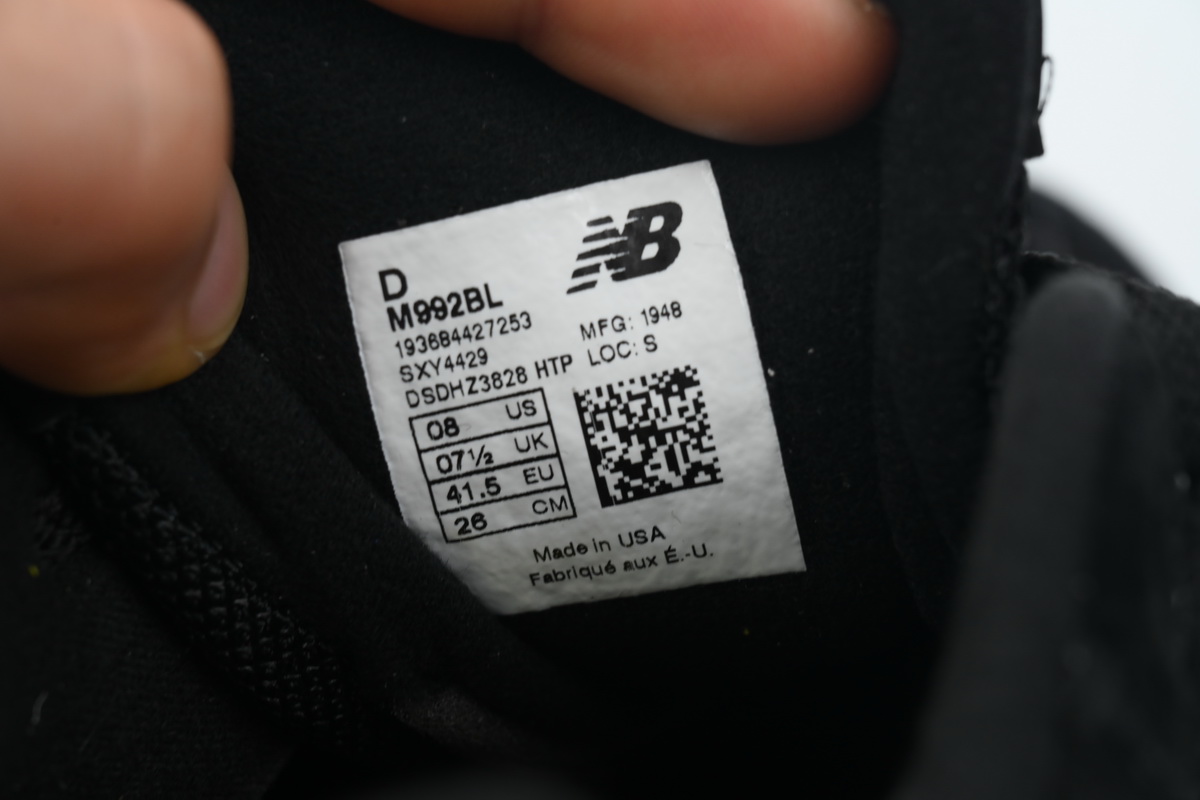 NB
D
M992BL
193684427253
SXY4429
DSDHZ3828 HTP
MFG: 1948
LOC: S
08 US
07½ UK
41.5 EU
26 CM
Made in USA
Fabriqué aux É.-U.